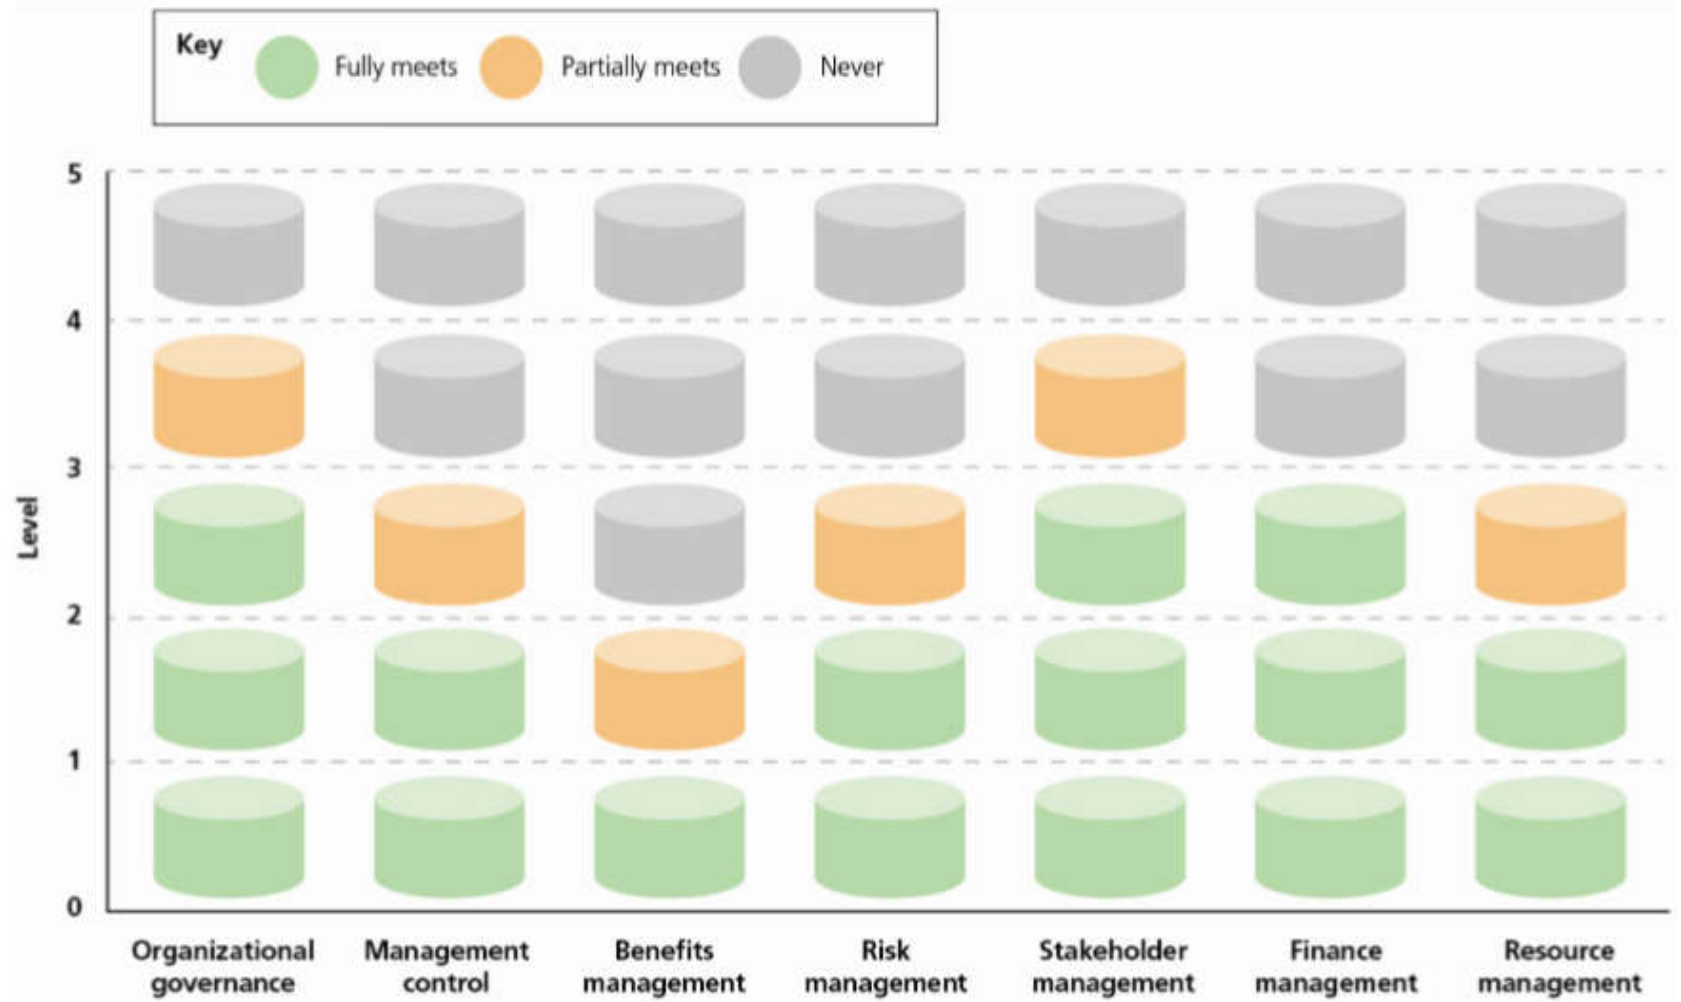 Key
Fully meets
Partially meets
Never
5
4
3
2
1
0
Level
Organizational
governance
Management
control
Benefits
management
Risk
management
Stakeholder
management
Finance
management
Resource
management